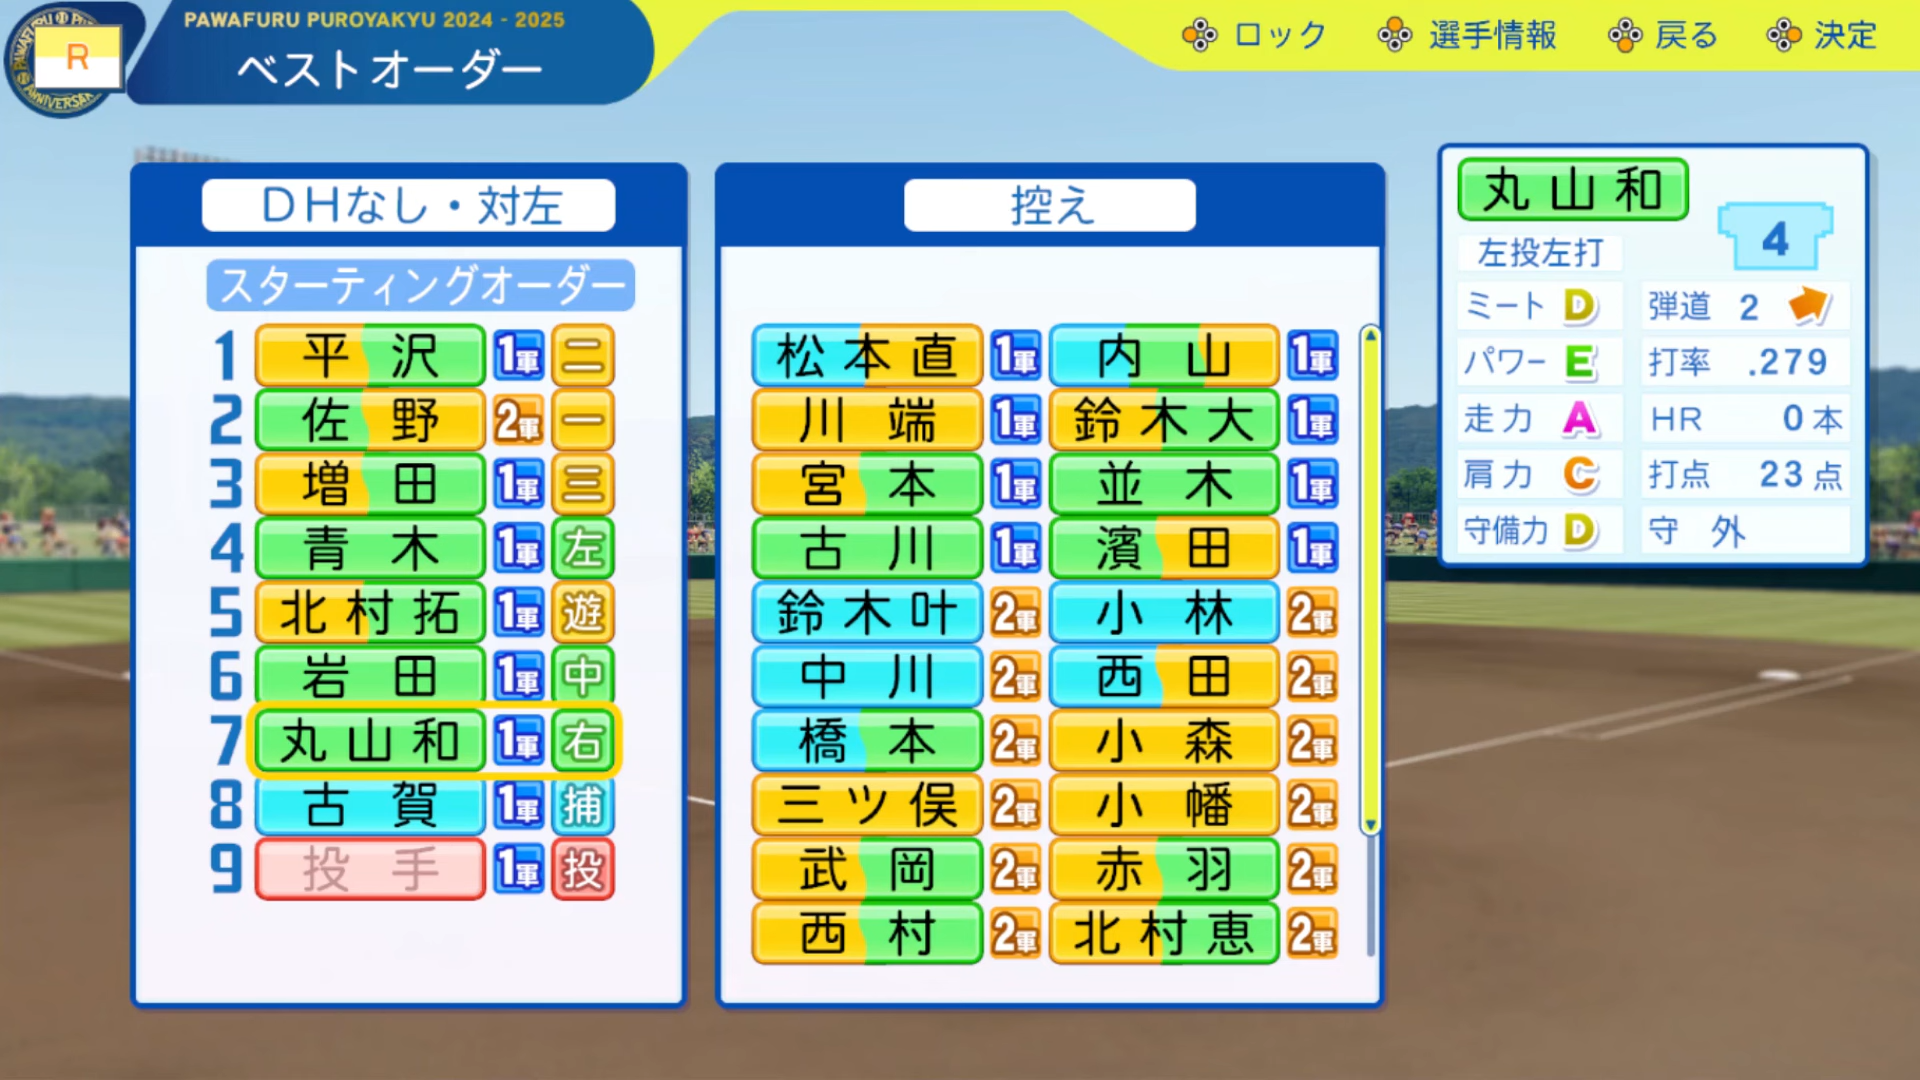 PAWAFURU PUROYAKYU 2024 - 2025
R
ベストオーダー
ロック 選手情報 戻る 決定
DHなし・対左
スターティングオーダー
1 平沢 1軍 二
2 佐野 2軍 一
3 増田 1軍 三
4 青木 1軍 左
5 北村拓 1軍 遊
6 岩田 1軍 中
7 丸山和 1軍 右
8 古賀 1軍 捕
9 投手 1軍 投
控え
松本直 1軍 内山 1軍
川端 1軍 鈴木大 1軍
宮本 1軍 並木 1軍
古川 1軍 濱田 1軍
鈴木叶 2軍 小林 2軍
中川 2軍 西田 2軍
橋本 2軍 小森 2軍
三ツ俣 2軍 小幡 2軍
武岡 2軍 赤羽 2軍
西村 2軍 北村恵 2軍
丸山和
4
左投左打
ミート D 弾道 2
パワー E 打率 .279
走力 A HR 0本
肩力 C 打点 23点
守備力 D 守 外